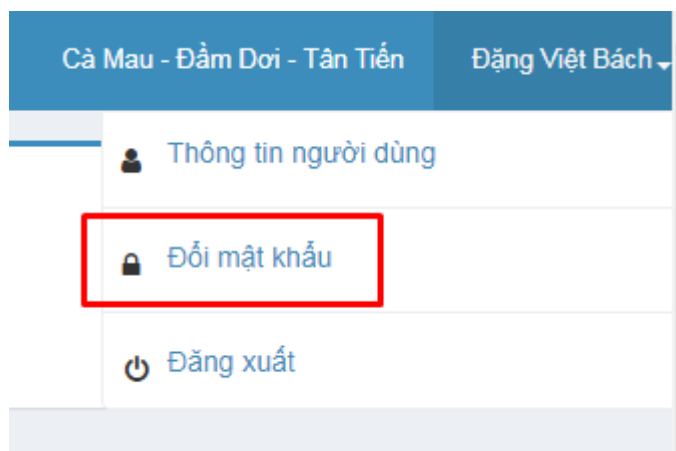 Cà Mau - Đầm Dơi - Tân Tiến Đặng Việt Bách
Thông tin người dùng
Đổi mật khẩu
Đăng xuất